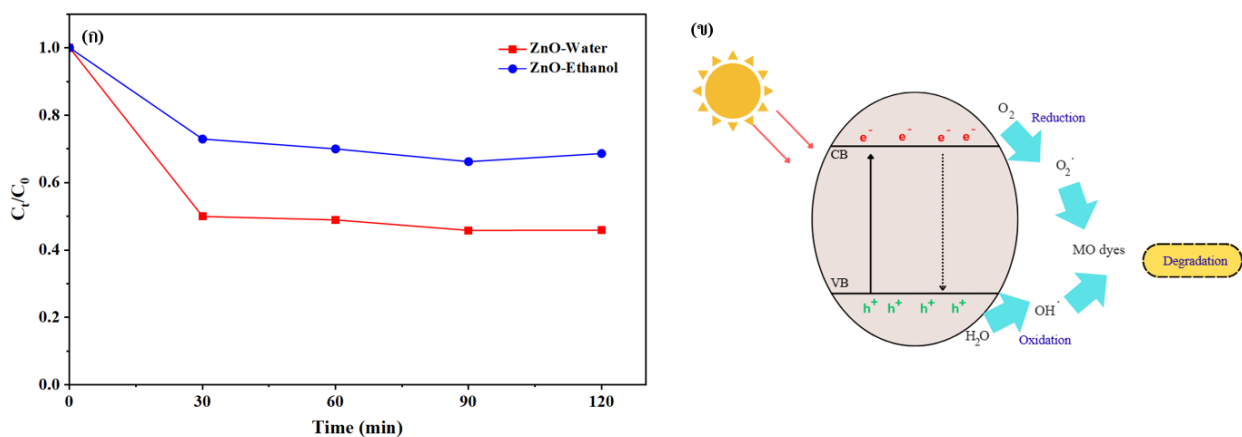 (ก)
ZnO-Water
ZnO-Ethanol
1.0
0.8
0.6
0.4
0.2
0.0
0 30 60 90 120
Time (min)
Cₜ/C₀
(ข)
O₂
Reduction
e⁻ e⁻ e⁻ e⁻
CB
O₂˙
MO dyes
Degradation
VB
h⁺ h⁺ h⁺ h⁺
OH˙
H₂O
Oxidation